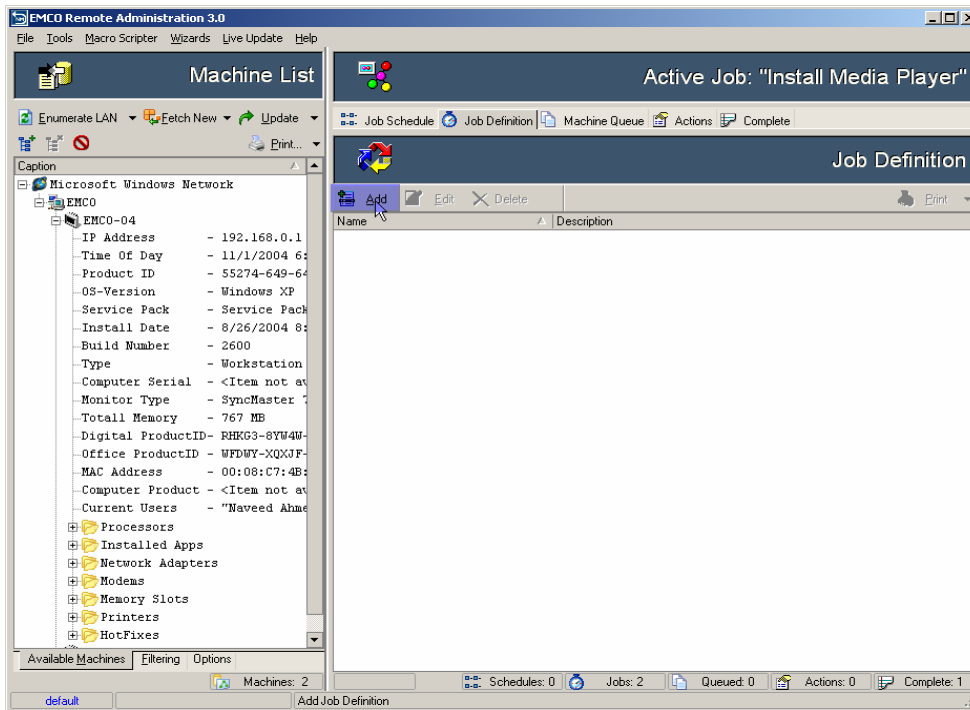 EMCO Remote Administration 3.0
File Tools Macro Scripter Wizards Live Update Help
Machine List
Enumerate LAN Fetch New Update
Print...
Caption
Microsoft Windows Network
EMCO
EMCO-04
IP Address - 192.168.0.1
Time Of Day - 11/1/2004 6:
Product ID - 55274-649-64
OS-Version - Windows XP
Service Pack - Service Pack
Install Date - 8/26/2004 8:
Build Number - 2600
Type - Workstation
Computer Serial - <Item not av
Monitor Type - SyncMaster 7
Totall Memory - 767 MB
Digital ProductID- RHKG3-8YW4W-
Office ProductID - WFDWY-XQXJF-
MAC Address - 00:08:C7:4B:
Computer Product - <Item not av
Current Users - "Naveed Ahme
Processors
Installed Apps
Network Adapters
Modems
Memory Slots
Printers
HotFixes
Available Machines Filtering Options
Machines: 2
Active Job: "Install Media Player"
Job Schedule Job Definition Machine Queue Actions Complete
Job Definition
Add Edit Delete Print
Name Description
Schedules: 0 Jobs: 2 Queued: 0 Actions: 0 Complete: 1
default Add Job Definition